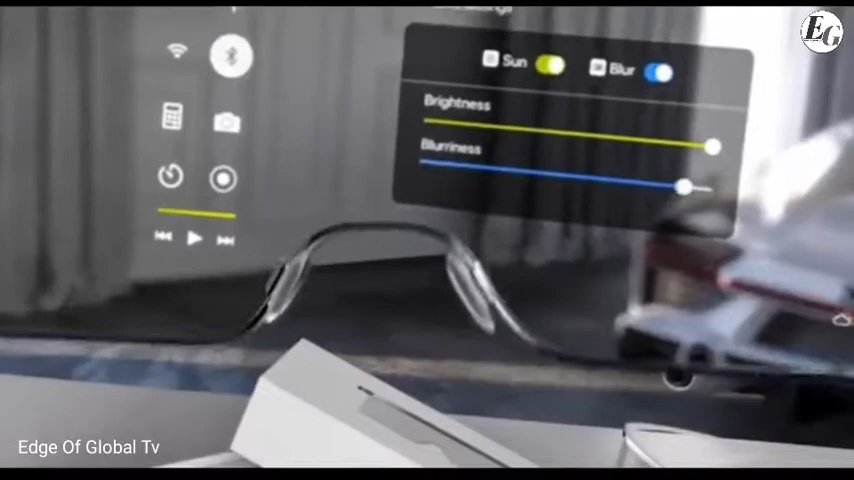 EG
Sun Blur
Brightness
Blurriness
Edge Of Global Tv